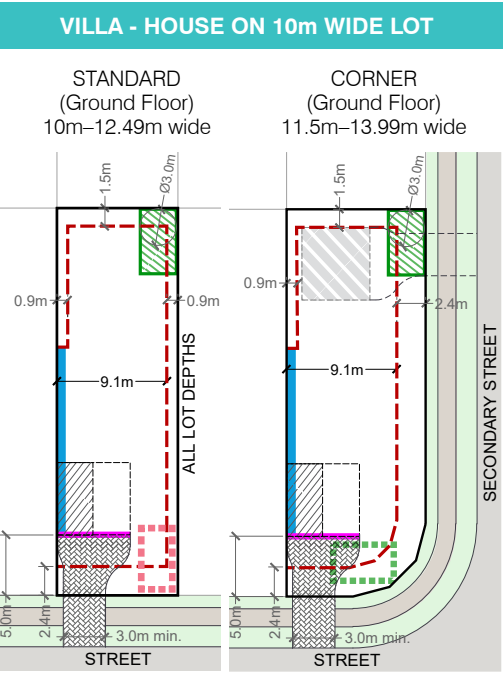 VILLA - HOUSE ON 10m WIDE LOT
STANDARD
(Ground Floor)
10m–12.49m wide
1.5m
Ø3.0m
0.9m
0.9m
9.1m
ALL LOT DEPTHS
5.0m
2.4m
3.0m min.
STREET
CORNER
(Ground Floor)
11.5m–13.99m wide
1.5m
Ø3.0m
0.9m
2.4m
9.1m
SECONDARY STREET
5.0m
2.4m
3.0m min.
STREET